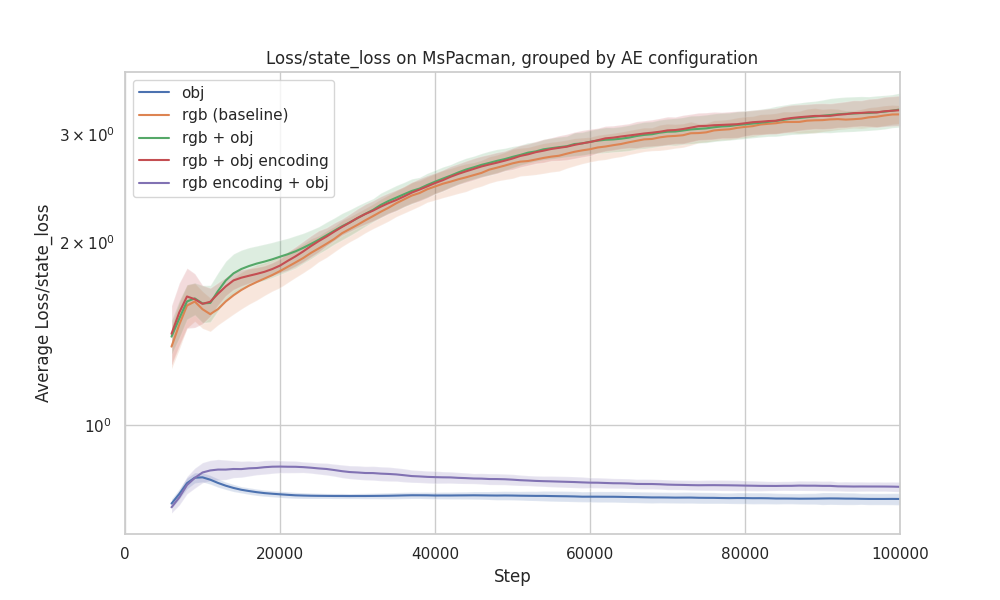 Loss/state_loss on MsPacman, grouped by AE configuration
obj
rgb (baseline)
rgb + obj
rgb + obj encoding
rgb encoding + obj
3 × 10⁰
2 × 10⁰
10⁰
Average Loss/state_loss
0 20000 40000 60000 80000 100000
Step